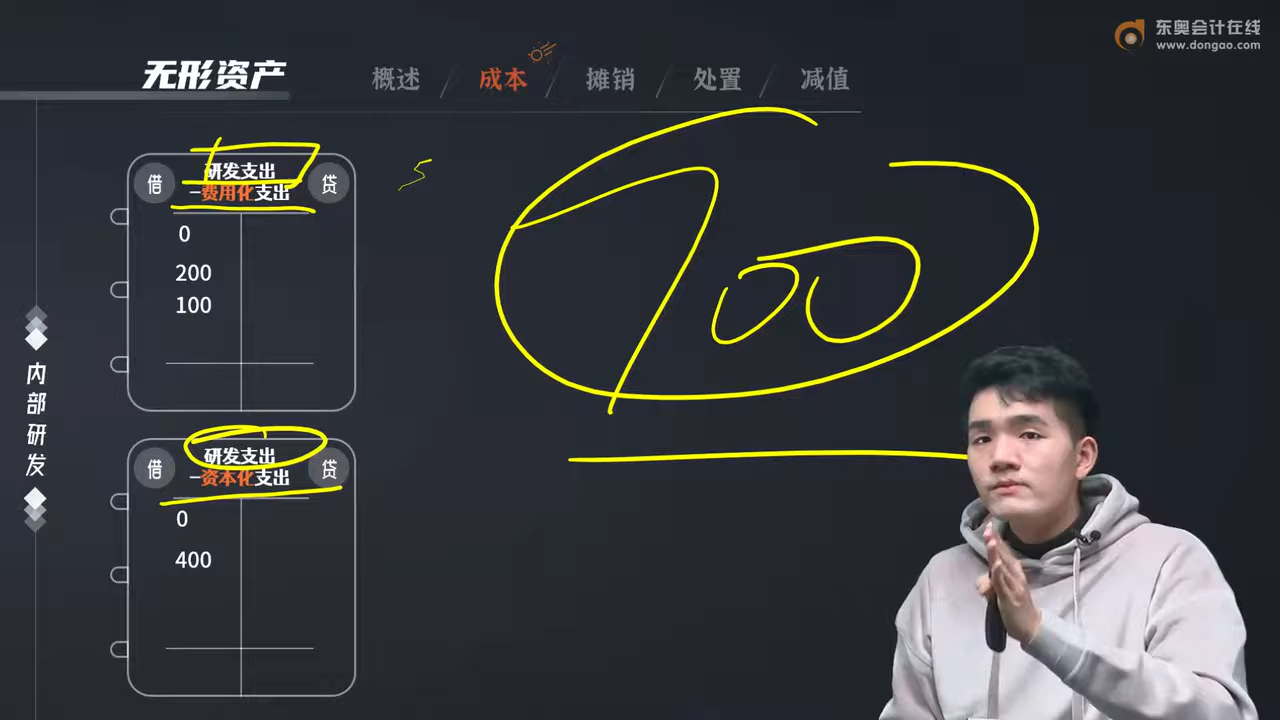 东奥会计在线
www.dongao.com
无形资产
概述 / 成本 / 摊销 / 处置 / 减值
借
研发支出
贷
—费用化支出
0
200
100
700
内部研发
借
研发支出
贷
—资本化支出
0
400